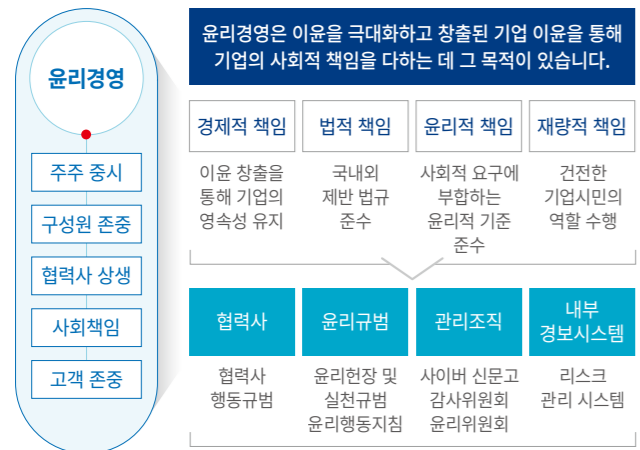 윤리경영
주주 중시
구성원 존중
협력사 상생
사회책임
고객 존중
윤리경영은 이윤을 극대화하고 창출된 기업 이윤을 통해
기업의 사회적 책임을 다하는 데 그 목적이 있습니다.
경제적 책임
이윤 창출을
통해 기업의
영속성 유지
법적 책임
국내외
제반 법규
준수
윤리적 책임
사회적 요구에
부합하는
윤리적 기준
준수
재량적 책임
건전한
기업시민의
역할 수행
협력사
협력사
행동규범
윤리규범
윤리헌장 및
실천규범
윤리행동지침
관리조직
사이버 신문고
감사위원회
윤리위원회
내부
경보시스템
리스크
관리 시스템